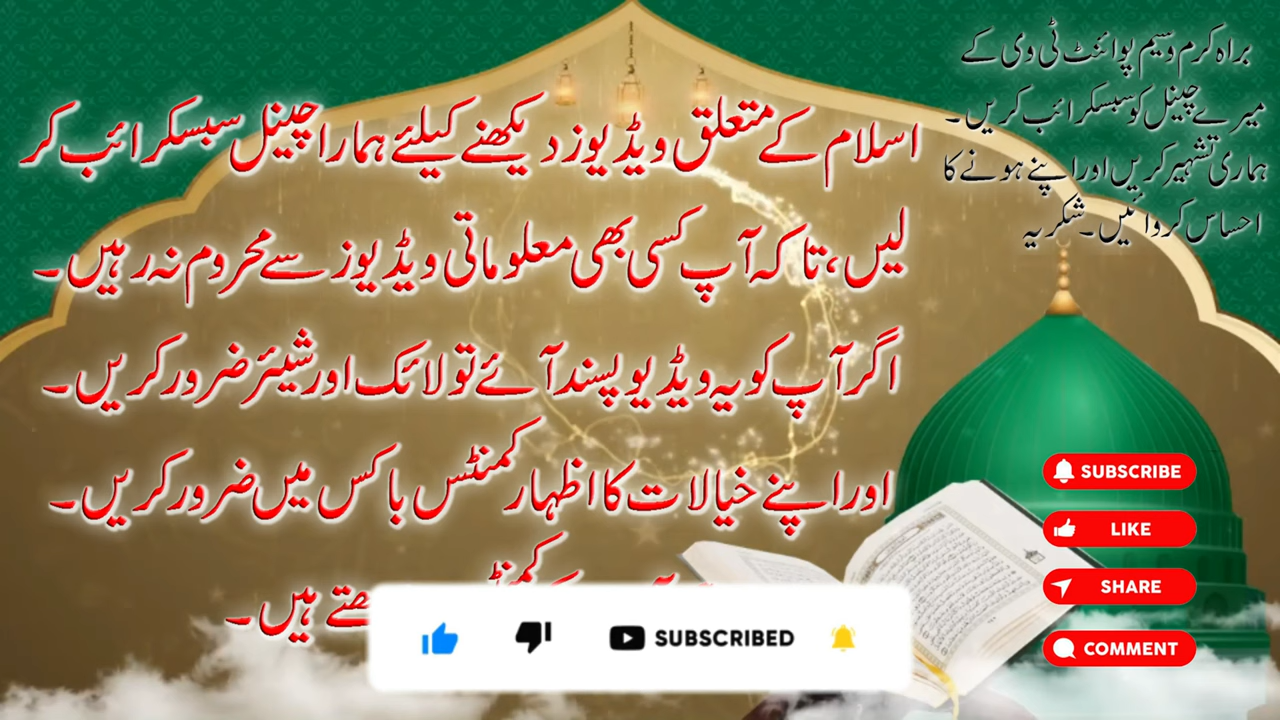 براہ کرم وسیم پوائنٹ ٹی وی کے
میرے چینل کو سبسکرائب کریں۔
ہماری تشہیر کریں اور اپنے ہونے کا
احساس کروائیں۔ شکریہ
اسلام کے متعلق ویڈیوز دیکھنے کیلئے ہمارا چینل سبسکرائب کر
لیں، تاکہ آپ کسی بھی معلوماتی ویڈیوز سے محروم نہ رہیں۔
اگر آپ کو یہ ویڈیو پسند آئے تو لائک اور شیئر ضرور کریں۔
اور اپنے خیالات کا اظہار کمنٹس باکس میں ضرور کریں۔
ہیں۔
SUBSCRIBE
LIKE
SHARE
COMMENT
SUBSCRIBED